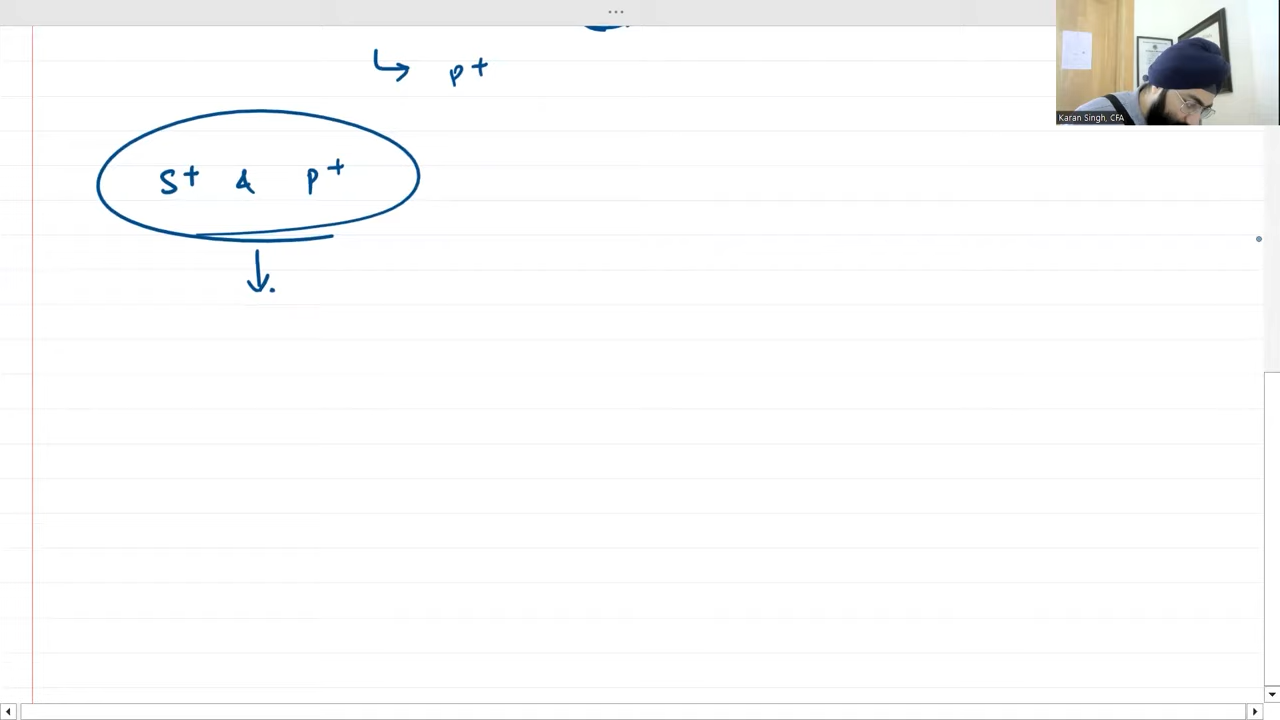 ↳ p+
S+ & p+
↓
Karan Singh, CFA